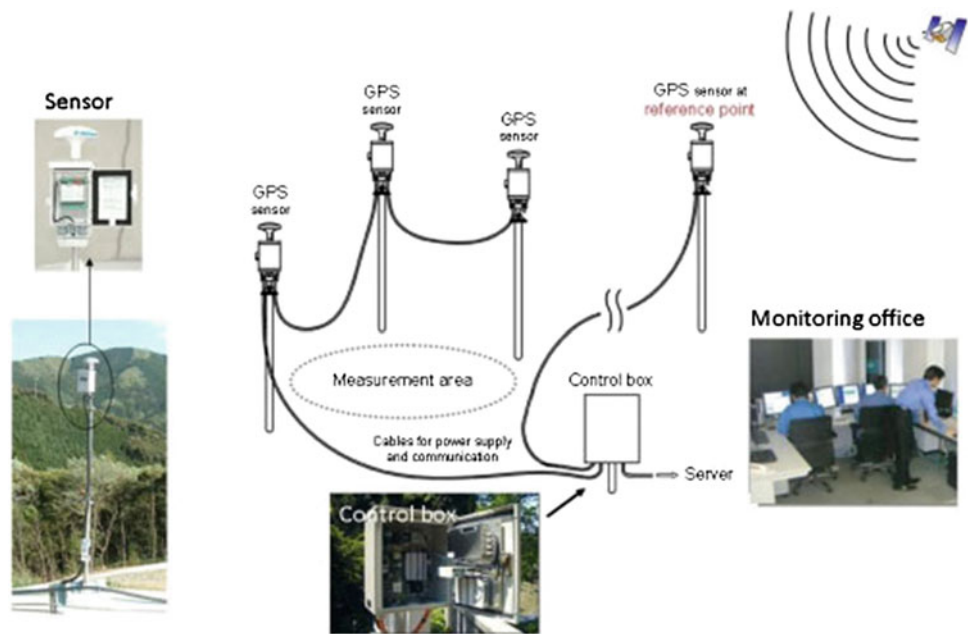 Sensor
GPS
sensor
GPS
sensor
GPS
sensor
GPS sensor at
reference point
Monitoring office
Measurement area
Control box
Cables for power supply
and communication
Server
Control box